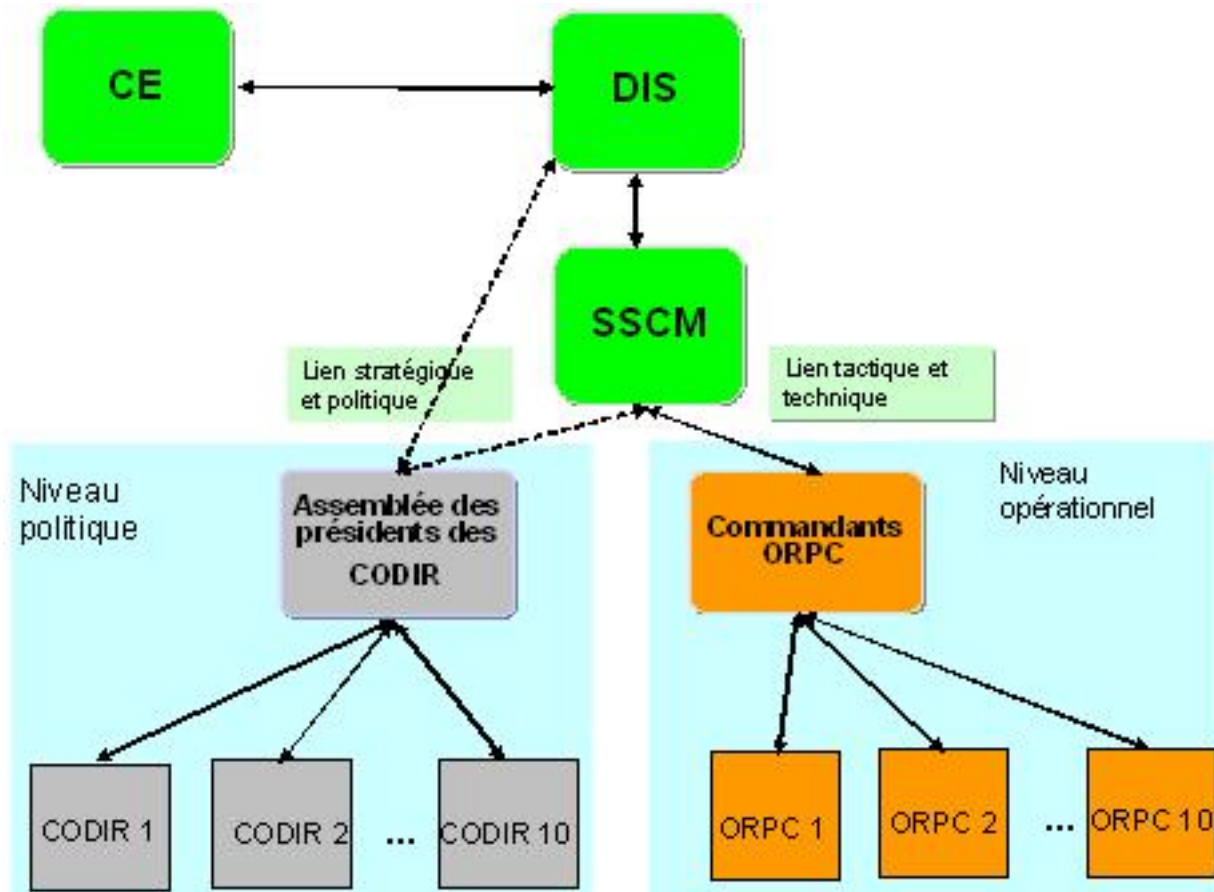 CE
DIS
SSCM
Lien stratégique
et politique
Lien tactique et
technique
Niveau
politique
Assemblée des
présidents des
CODIR
Commandants
ORPC
Niveau
opérationnel
CODIR 1
CODIR 2
...
CODIR 10
ORPC 1
ORPC 2
...
ORPC 10